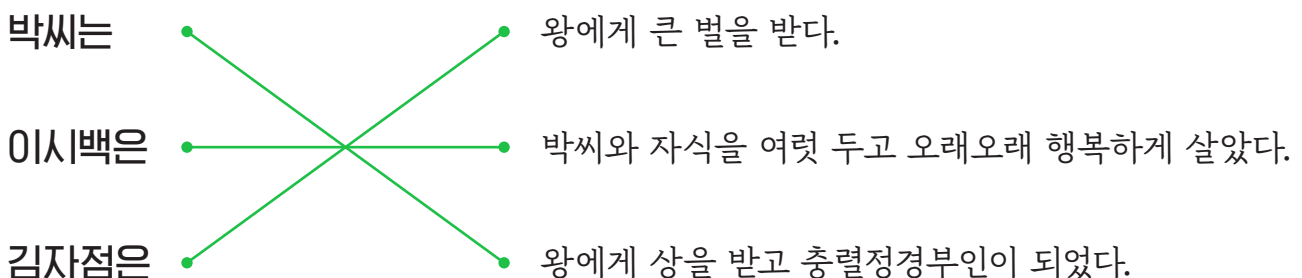 박씨는 왕에게 큰 벌을 받다.
이시백은 박씨와 자식을 여럿 두고 오래오래 행복하게 살았다.
김자점은 왕에게 상을 받고 충렬정경부인이 되었다.